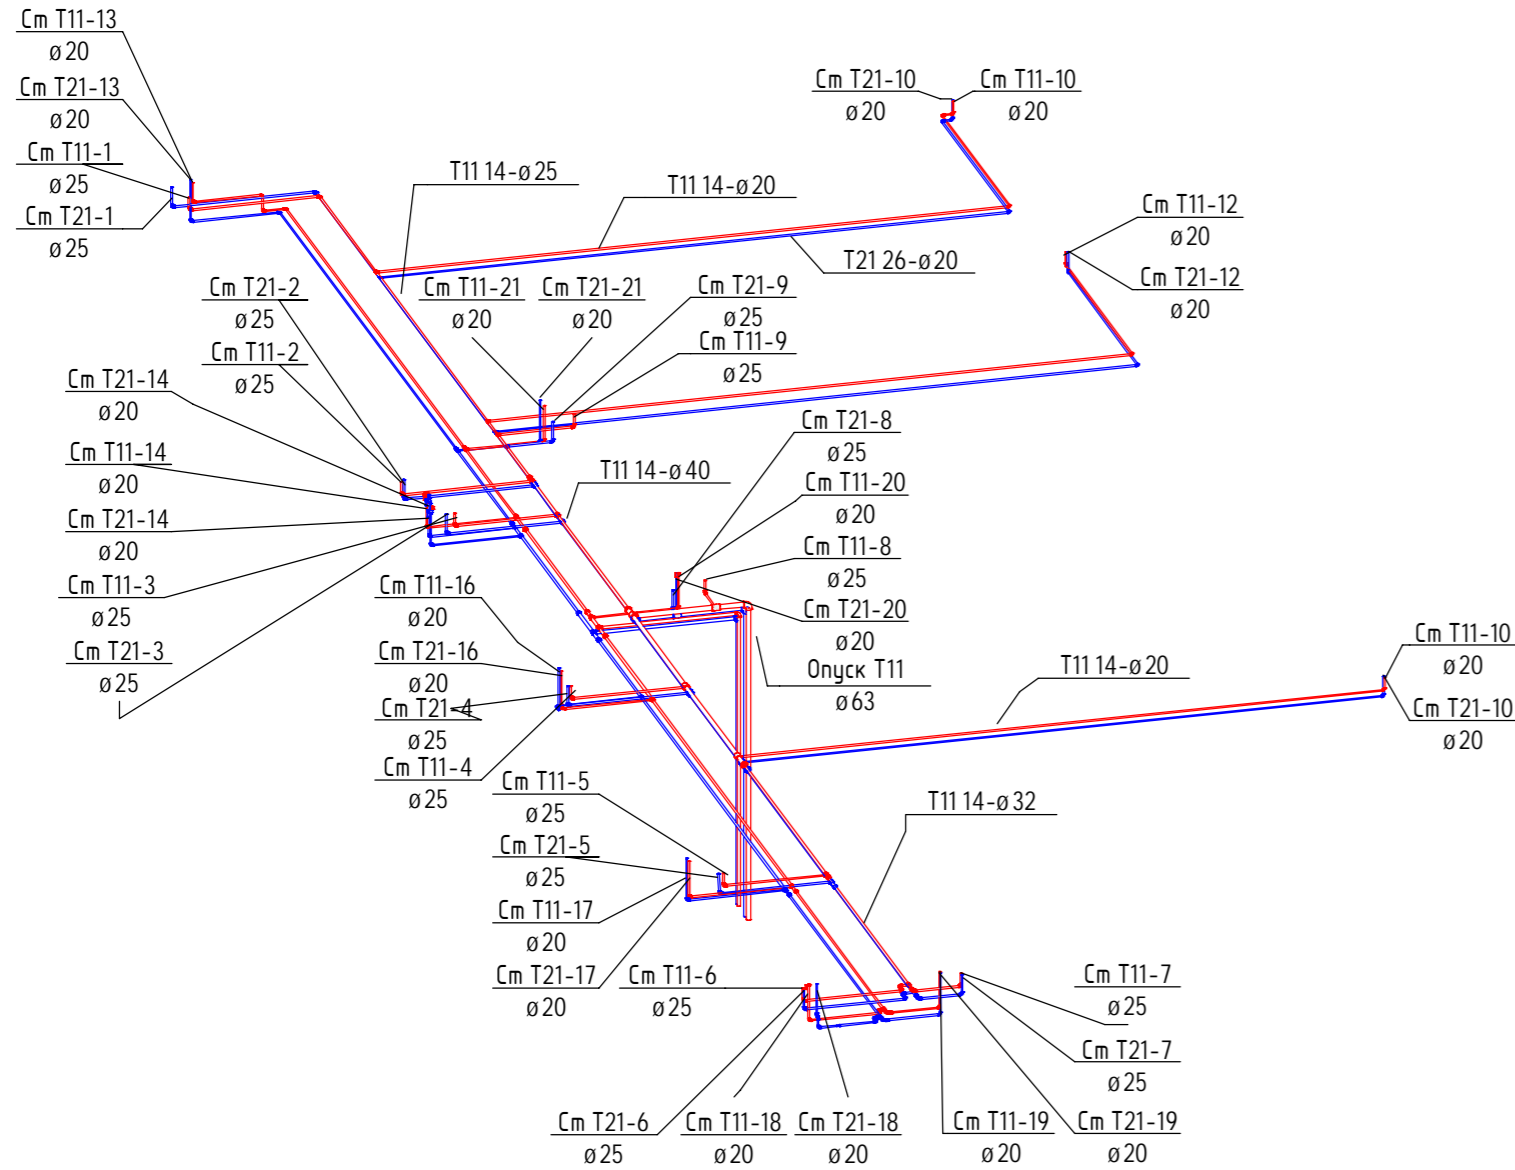 Ст Т11-13
ø20
Ст Т21-13
ø20
Ст Т11-1
ø25
Ст Т21-1
ø25
Т11 14-ø25
Т11 14-ø20
Ст Т21-10
ø20
Ст Т11-10
ø20
Т21 26-ø20
Ст Т11-12
ø20
Ст Т21-12
ø20
Ст Т21-2
ø25
Ст Т11-2
ø25
Ст Т11-21
ø20
Ст Т21-21
ø20
Ст Т21-9
ø25
Ст Т11-9
ø25
Ст Т21-14
ø20
Ст Т11-14
ø20
Ст Т21-14
ø20
Ст Т11-3
ø25
Ст Т21-3
ø25
Т11 14-ø40
Ст Т21-8
ø25
Ст Т11-20
ø20
Ст Т11-8
ø25
Ст Т21-20
ø20
Опуск Т11
ø63
Ст Т11-16
ø20
Ст Т21-16
ø20
Ст Т21-4
ø25
Ст Т11-4
ø25
Т11 14-ø20
Ст Т11-10
ø20
Ст Т21-10
ø20
Ст Т11-5
ø25
Ст Т21-5
ø25
Ст Т11-17
ø20
Ст Т21-17
ø20
Т11 14-ø32
Ст Т11-6
ø25
Ст Т11-7
ø25
Ст Т21-7
ø25
Ст Т21-6
ø25
Ст Т11-18
ø20
Ст Т21-18
ø20
Ст Т11-19
ø20
Ст Т21-19
ø20